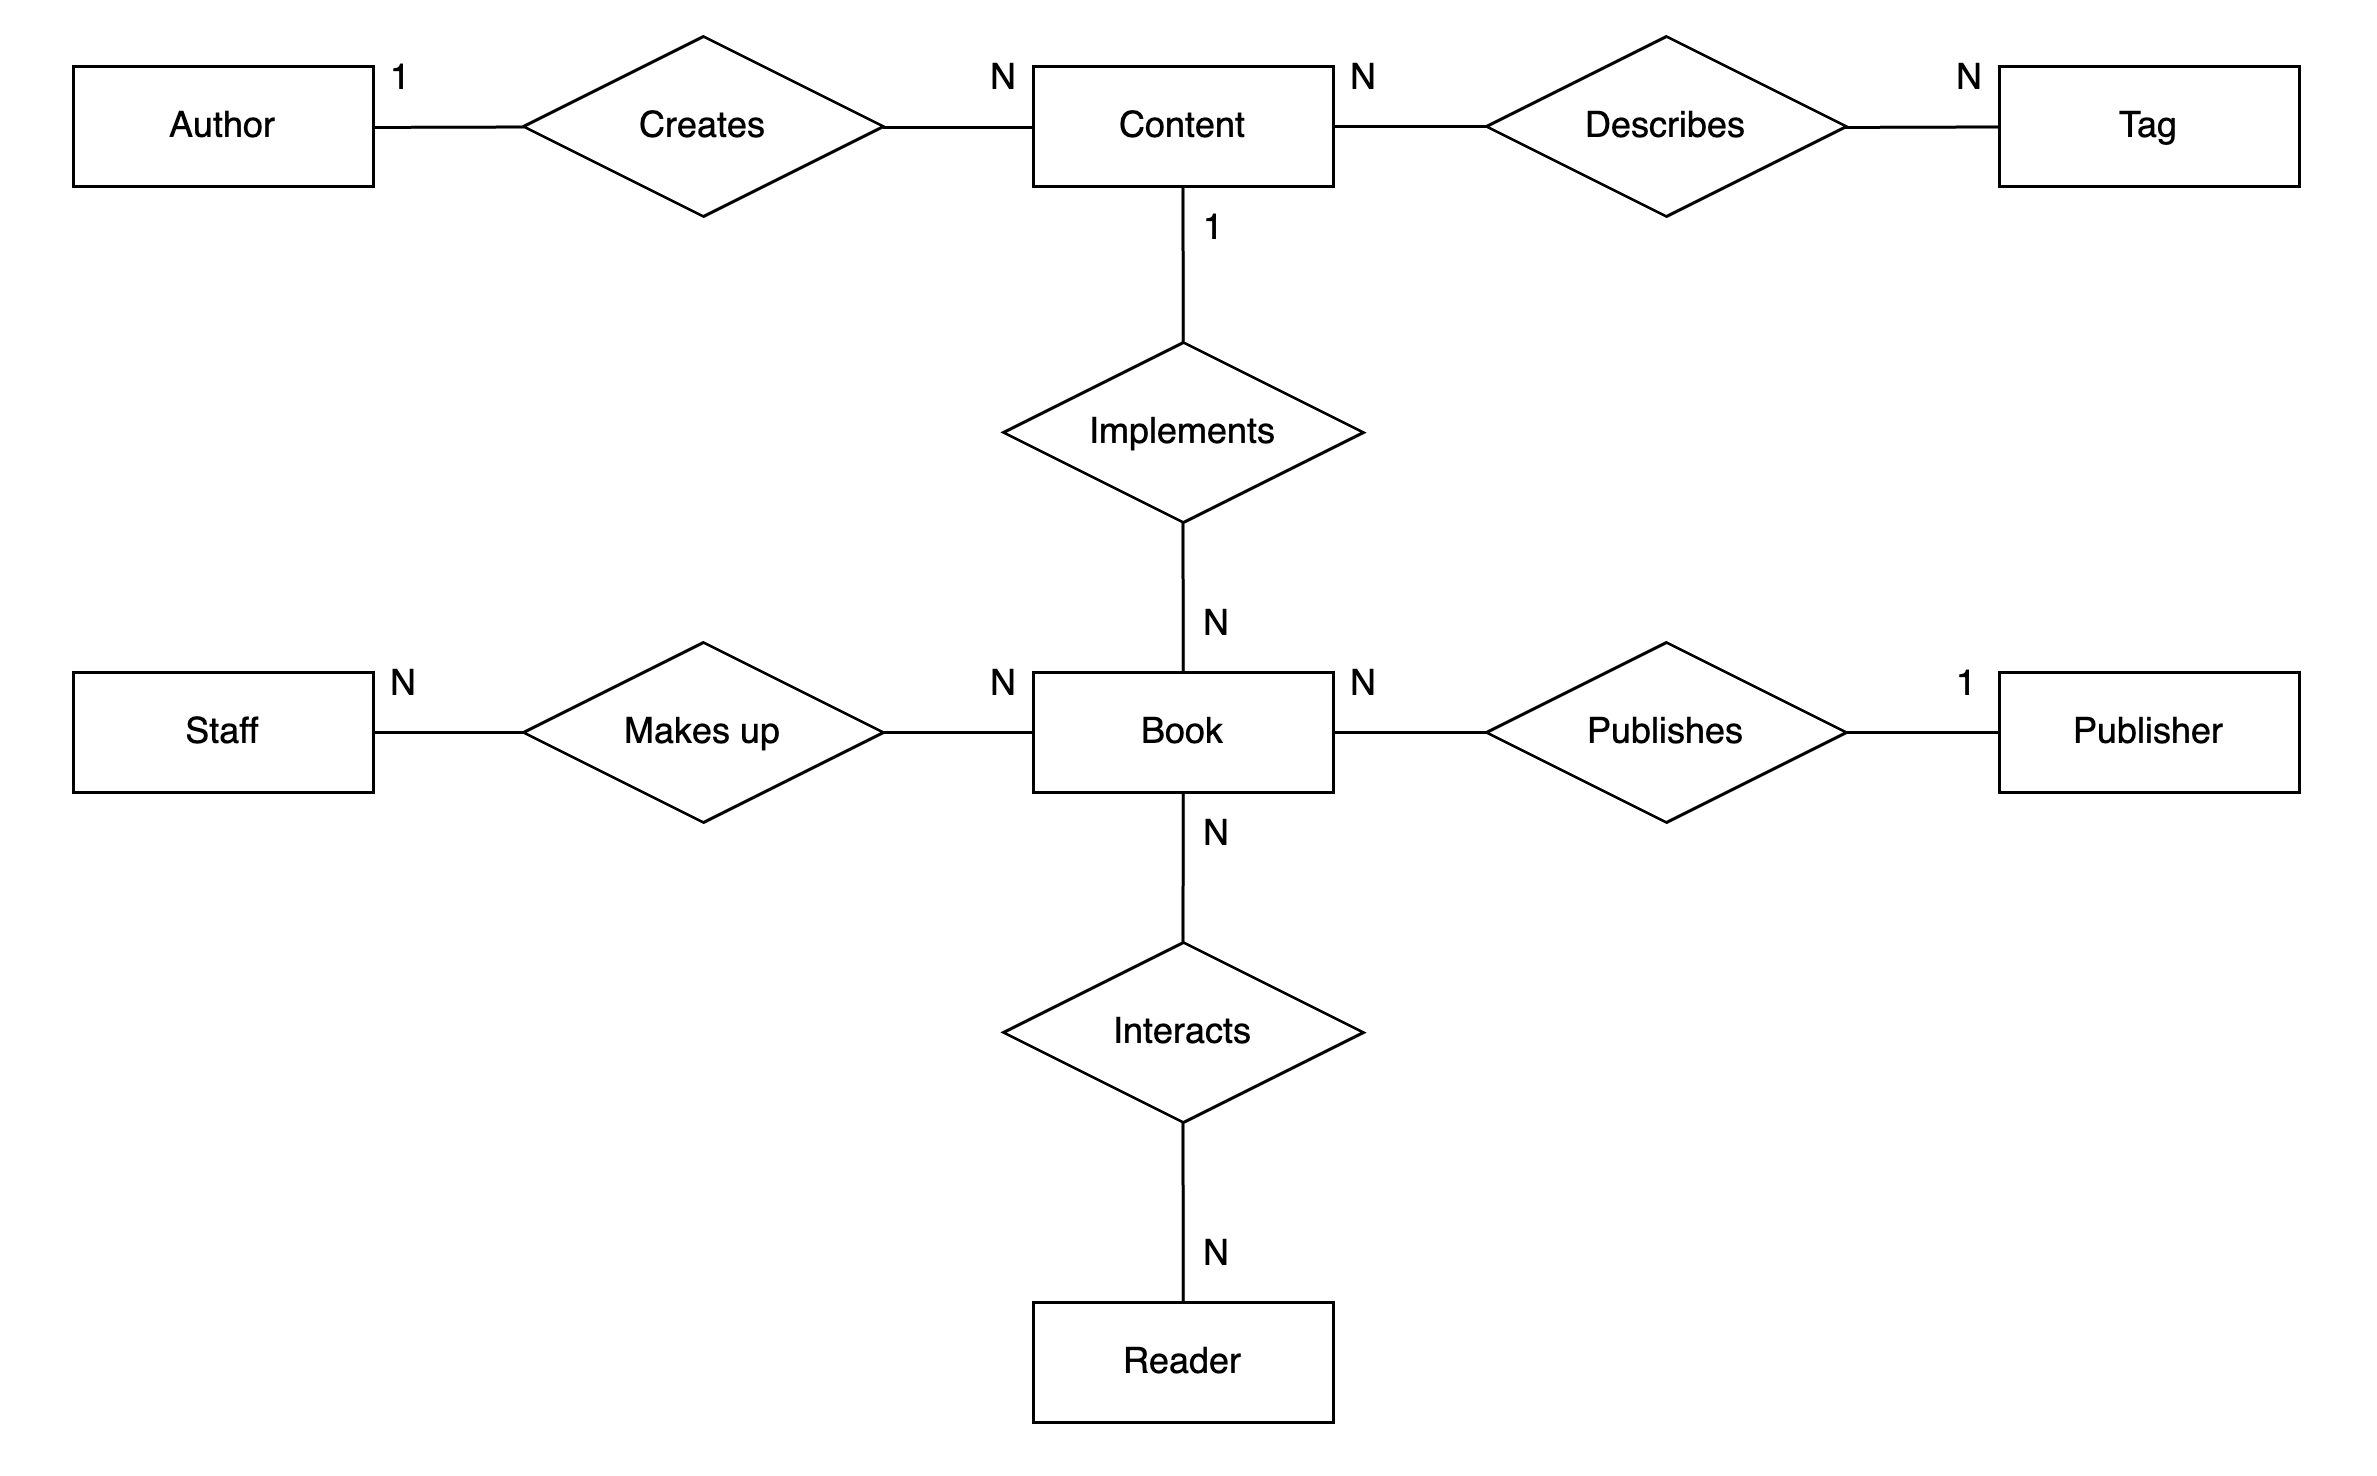 1
N
N
N
Author
Creates
Content
Describes
Tag
1
Implements
N
N
N
N
1
Staff
Makes up
Book
Publishes
Publisher
N
Interacts
N
Reader